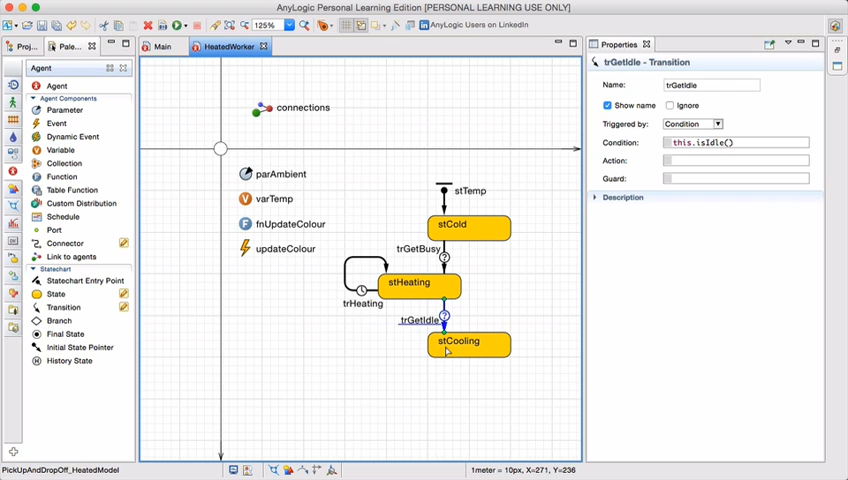 AnyLogic Personal Learning Edition [PERSONAL LEARNING USE ONLY]
125%
AnyLogic Users on LinkedIn
Proj...
Pale...
Main
HeatedWorker
Properties
Agent
Agent
Agent Components
Parameter
Event
Dynamic Event
Variable
Collection
Function
Table Function
Custom Distribution
Schedule
Port
Connector
Link to agents
Statechart
Statechart Entry Point
State
Transition
Branch
Final State
Initial State Pointer
History State
connections
parAmbient
varTemp
fnUpdateColour
updateColour
stTemp
stCold
trGetBusy
stHeating
trHeating
trGetIdle
stCooling
trGetIdle - Transition
Name: trGetIdle
Show name Ignore
Triggered by: Condition
Condition: this.isIdle()
Action:
Guard:
Description
PickUpAndDropOff_HeatedModel
1meter = 10px, X=271, Y=236